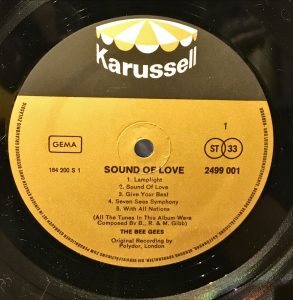 Karussell
GEMA
184 200 S 1
SOUND OF LOVE
1
ST 33
2499 001
1. Lamplight
2. Sound Of Love
3. Give Your Best
4. Seven Seas Symphony
5. With All Nations
(All The Tunes In This Album Were
Composed By B., R. & M. Gibb)
THE BEE GEES
Original Recording by
Polydor, London